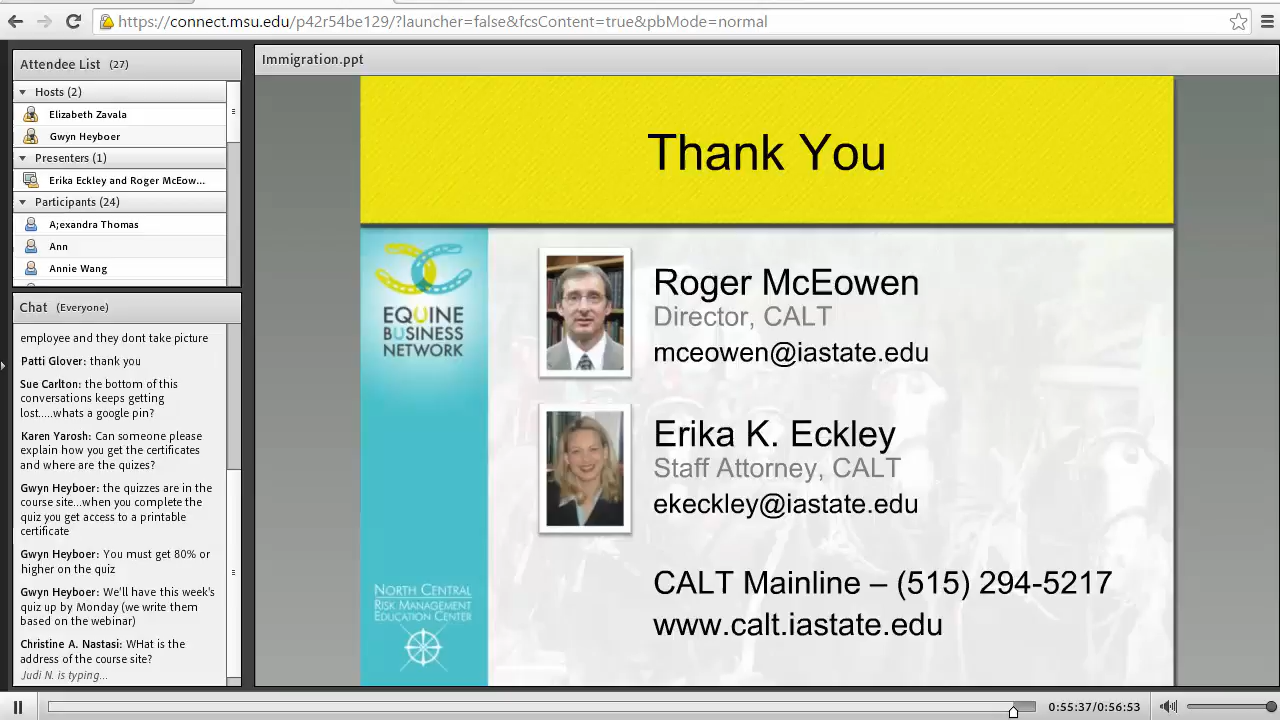 https://connect.msu.edu/p42r54be129/?launcher=false&fcsContent=true&pbMode=normal
Attendee List (27)
Hosts (2)
Elizabeth Zavala
Gwyn Heyboer
Presenters (1)
Erika Eckley and Roger McEow...
Participants (24)
A;exandra Thomas
Ann
Annie Wang
Chat (Everyone)
employee and they dont take picture
Patti Glover: thank you
Sue Carlton: the bottom of this
conversations keeps getting
lost.....whats a google pin?
Karen Yarosh: Can someone please
explain how you get the certificates
and where are the quizes?
Gwyn Heyboer: the quizzes are in the
course site...when you complete the
quiz you get access to a printable
certificate
Gwyn Heyboer: You must get 80% or
higher on the quiz
Gwyn Heyboer: We'll have this week's
quiz up by Monday(we write them
based on the webinar)
Christine A. Nastasi: WHat is the
address of the course site?
Judi N. is typing...
Immigration.ppt
Thank You
EQUINE
BUSINESS
NETWORK
Roger McEowen
Director, CALT
mceowen@iastate.edu
Erika K. Eckley
Staff Attorney, CALT
ekeckley@iastate.edu
CALT Mainline – (515) 294-5217
www.calt.iastate.edu
NORTH CENTRAL
RISK MANAGEMENT
EDUCATION CENTER
0:55:37/0:56:53